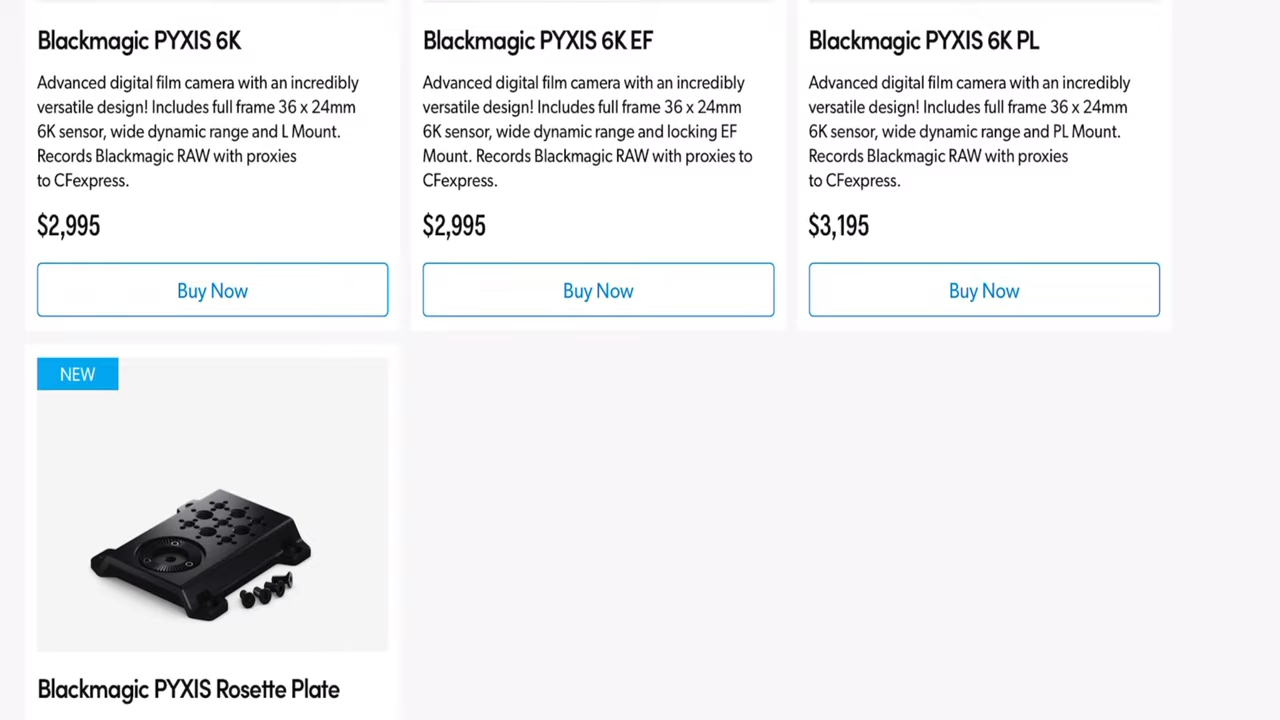 Blackmagic PYXIS 6K
Advanced digital film camera with an incredibly
versatile design! Includes full frame 36 x 24mm
6K sensor, wide dynamic range and L Mount.
Records Blackmagic RAW with proxies
to CFexpress.
$2,995
Buy Now
Blackmagic PYXIS 6K EF
Advanced digital film camera with an incredibly
versatile design! Includes full frame 36 x 24mm
6K sensor, wide dynamic range and locking EF
Mount. Records Blackmagic RAW with proxies to
CFexpress.
$2,995
Buy Now
Blackmagic PYXIS 6K PL
Advanced digital film camera with an incredibly
versatile design! Includes full frame 36 x 24mm
6K sensor, wide dynamic range and PL Mount.
Records Blackmagic RAW with proxies
to CFexpress.
$3,195
Buy Now
NEW
Blackmagic PYXIS Rosette Plate